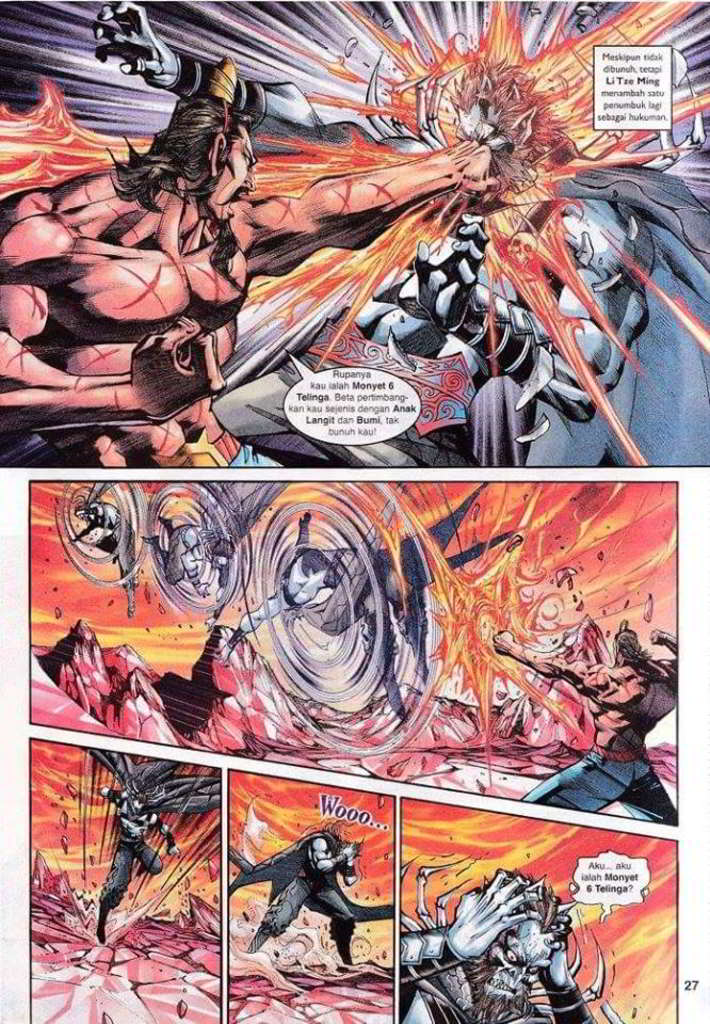 Meskipun tidak
dibunuh, tetapi
Li Tze Ming
menambah satu
penumbuk lagi
sebagai hukuman.
Rupanya
kau ialah Monyet 6
Telinga. Beta pertimbang-
kan kau sejenis dengan Anak
Langit dan Bumi, tak
bunuh kau!
Wooo...
Aku... aku
ialah Monyet
6 Telinga?
27